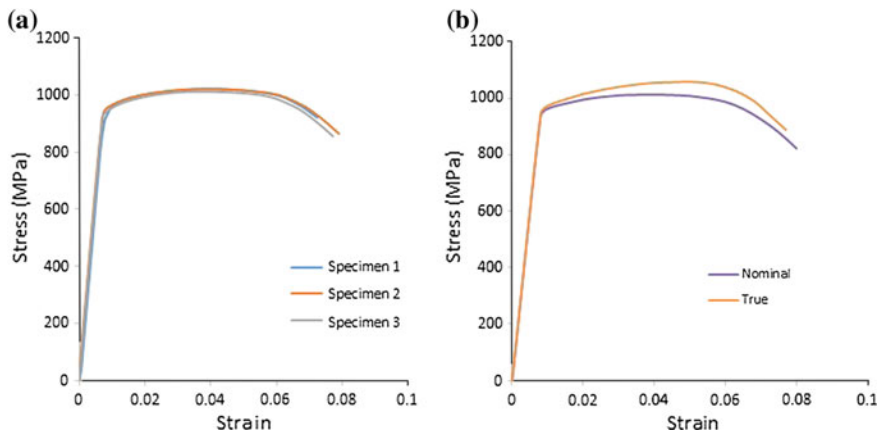 (a)
1200
1000
800
600
400
200
0
Stress (MPa)
0 0.02 0.04 0.06 0.08 0.1
Strain
Specimen 1
Specimen 2
Specimen 3
(b)
1200
1000
800
600
400
200
0
Stress (MPa)
0 0.02 0.04 0.06 0.08 0.1
Strain
Nominal
True